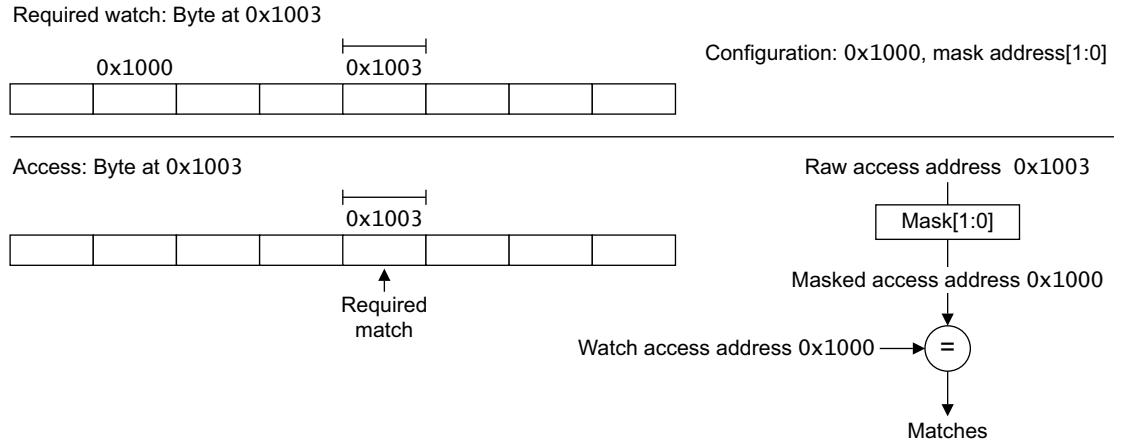 Required watch: Byte at 0x1003
Configuration: 0x1000, mask address[1:0]
0x1000 0x1003
Access: Byte at 0x1003
Raw access address 0x1003
0x1003
Mask[1:0]
Masked access address 0x1000
Required
match
Watch access address 0x1000
=
Matches